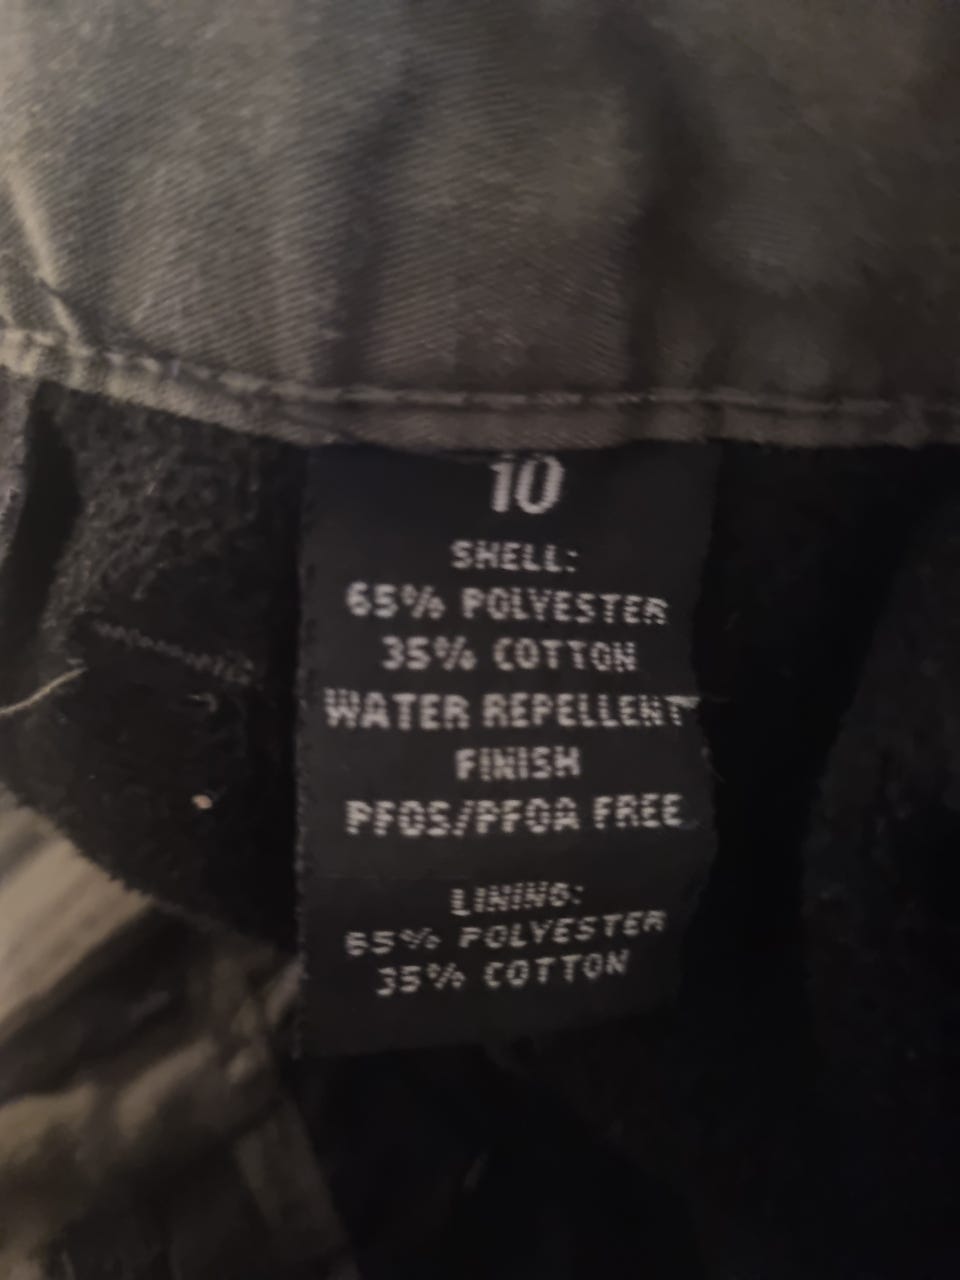 10
SHELL:
65% POLYESTER
35% COTTON
WATER REPELLENT
FINISH
PFOS/PFOA FREE
LINING:
65% POLYESTER
35% COTTON